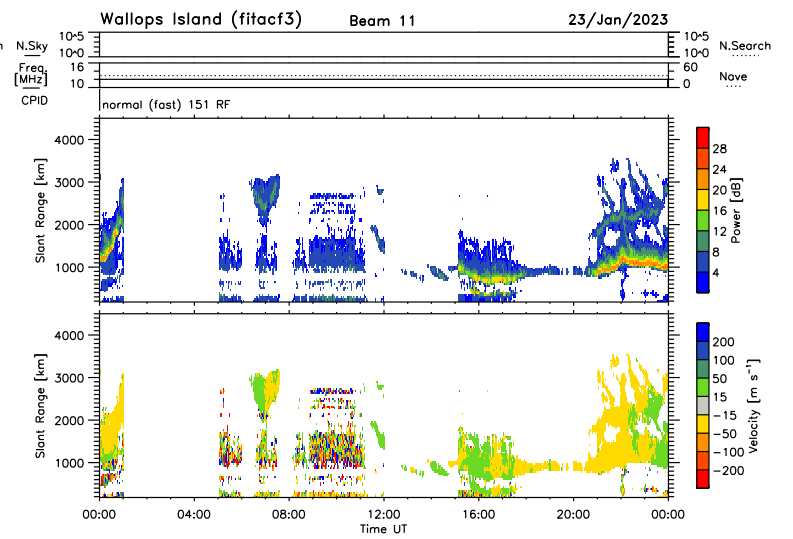 Wallops Island (fitacf3) Beam 11 23/Jan/2023
n N.Sky 10^5 10^0 10^5 10^0 N.Search
Freq. [MHz] 16 10 60 0 Nave
CPID normal (fast) 151 RF
Slant Range [km]
4000
3000
2000
1000
Power [dB]
28
24
20
16
12
8
4
Slant Range [km]
4000
3000
2000
1000
Velocity [m s⁻¹]
200
100
50
15
−15
−50
−100
−200
00:00 04:00 08:00 12:00 16:00 20:00 00:00
Time UT